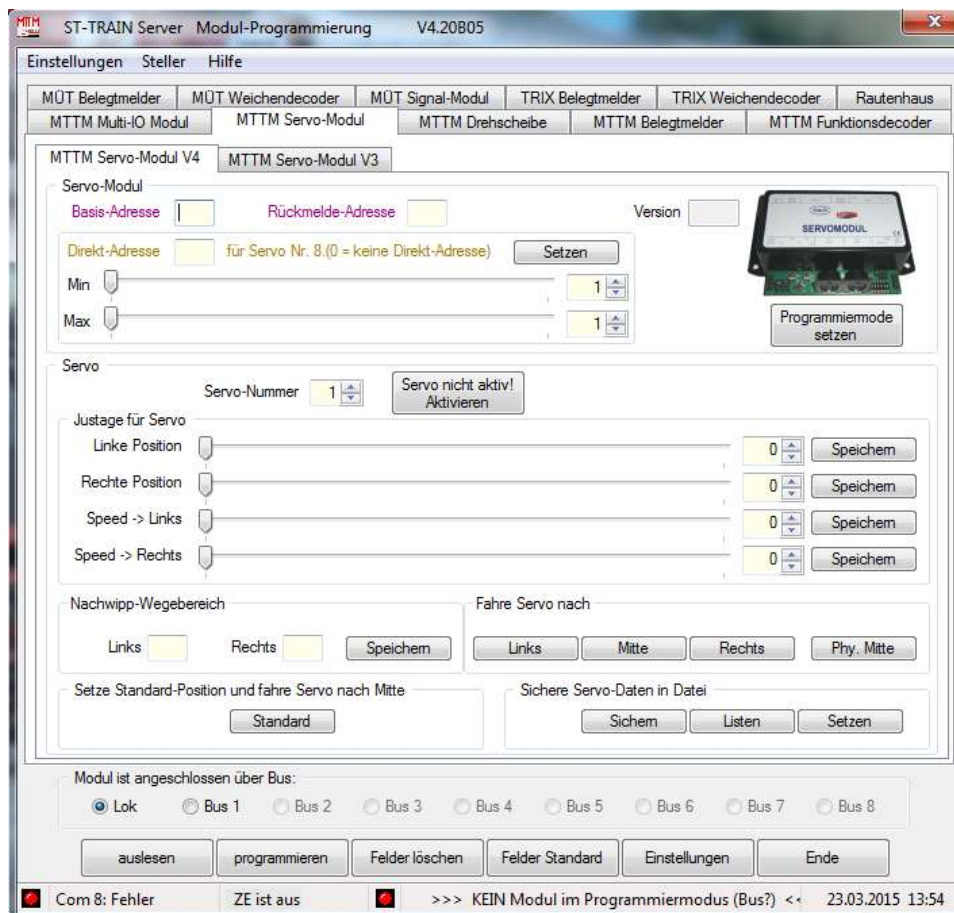 ST-TRAIN Server Modul-Programmierung V4.20B05
Einstellungen Steller Hilfe
MÜT Belegtmelder MÜT Weichendecoder MÜT Signal-Modul TRIX Belegtmelder TRIX Weichendecoder Rautenhaus
MTTM Multi-IO Modul MTTM Servo-Modul MTTM Drehscheibe MTTM Belegtmelder MTTM Funktionsdecoder
MTTM Servo-Modul V4 MTTM Servo-Modul V3
Servo-Modul
Basis-Adresse Rückmelde-Adresse Version
SERVOMODUL
Direkt-Adresse für Servo Nr. 8.(0 = keine Direkt-Adresse) Setzen
Min 1
Max 1
Programmiermode
setzen
Servo
Servo-Nummer 1 Servo nicht aktiv!
Aktivieren
Justage für Servo
Linke Position 0 Speichern
Rechte Position 0 Speichern
Speed -> Links 0 Speichern
Speed -> Rechts 0 Speichern
Nachwipp-Wegebereich Fahre Servo nach
Links Rechts Speichern Links Mitte Rechts Phy. Mitte
Setze Standard-Position und fahre Servo nach Mitte Sichere Servo-Daten in Datei
Standard Sichern Listen Setzen
Modul ist angeschlossen über Bus:
Lok Bus 1 Bus 2 Bus 3 Bus 4 Bus 5 Bus 6 Bus 7 Bus 8
auslesen programmieren Felder löschen Felder Standard Einstellungen Ende
Com 8: Fehler ZE ist aus >>> KEIN Modul im Programmiermodus (Bus?) << 23.03.2015 13:54